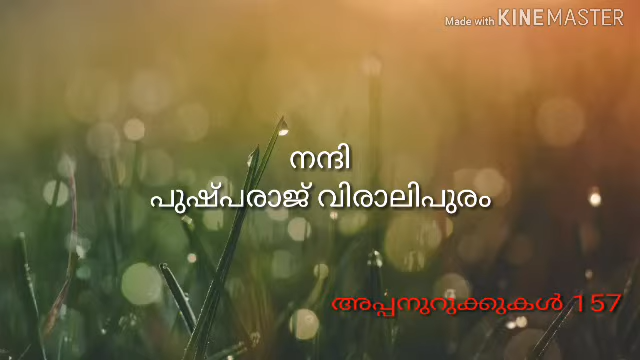 Made with KINEMASTER
നന്ദി
പുഷ്പരാജ് വിരാലിപുരം
അപ്പനുറുക്കുകൾ 157